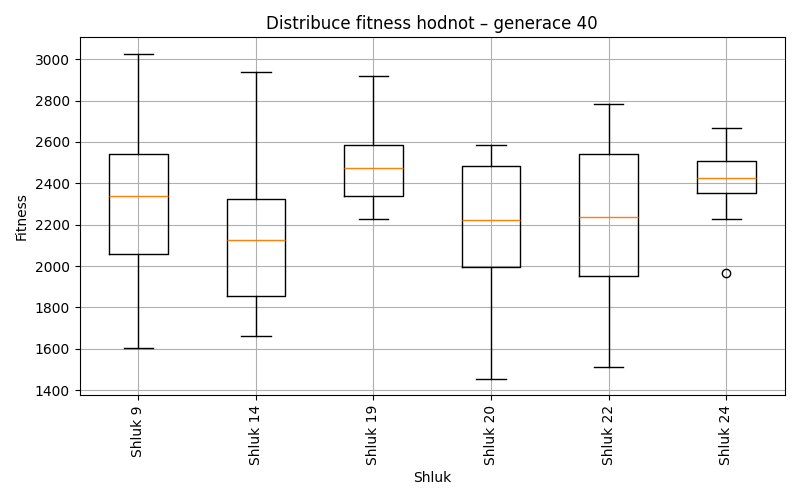 Distribuce fitness hodnot – generace 40
Fitness
3000
2800
2600
2400
2200
2000
1800
1600
1400
Shluk 9
Shluk 14
Shluk 19
Shluk 20
Shluk 22
Shluk 24
Shluk